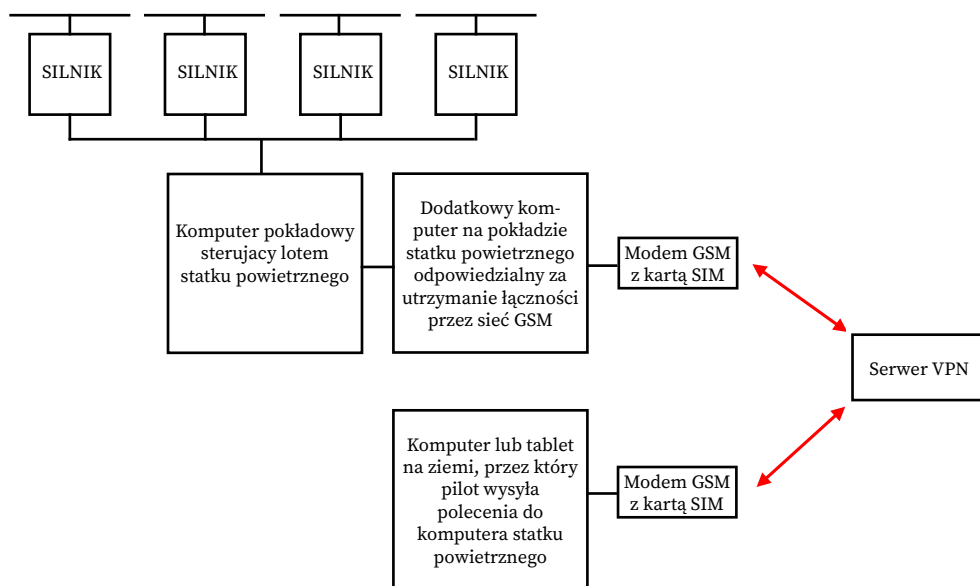 SILNIK
SILNIK
SILNIK
SILNIK
Komputer pokładowy
sterujacy lotem
statku powietrznego
Dodatkowy kom-
puter na pokładzie
statku powietrznego
odpowiedzialny za
utrzymanie łączności
przez sieć GSM
Modem GSM
z kartą SIM
Serwer VPN
Komputer lub tablet
na ziemi, przez który
pilot wysyła
polecenia do
komputera statku
powietrznego
Modem GSM
z kartą SIM